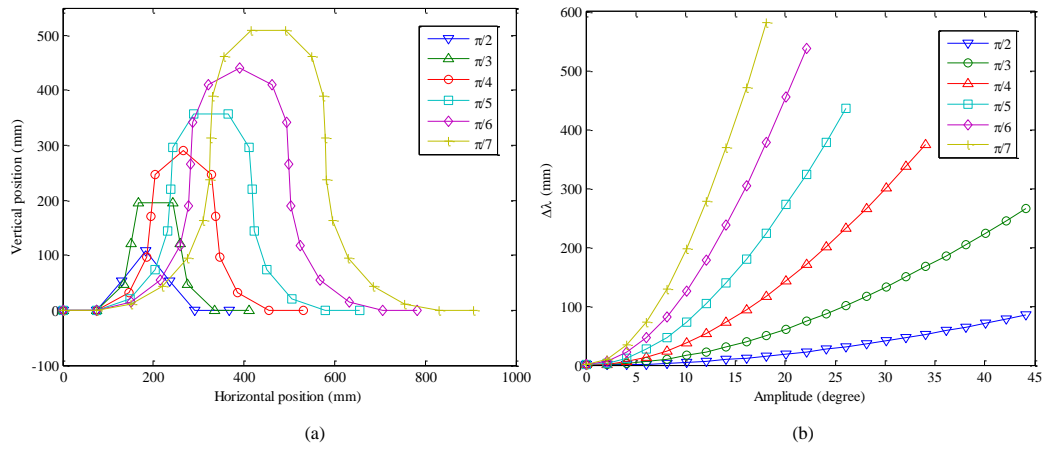 500
400
300
200
100
0
-100
Vertical position (mm)
0
200
400
600
800
1000
Horizontal position (mm)
π/2
π/3
π/4
π/5
π/6
π/7
(a)
600
500
400
300
200
100
0
Δλ (mm)
0
5
10
15
20
25
30
35
40
45
Amplitude (degree)
π/2
π/3
π/4
π/5
π/6
π/7
(b)